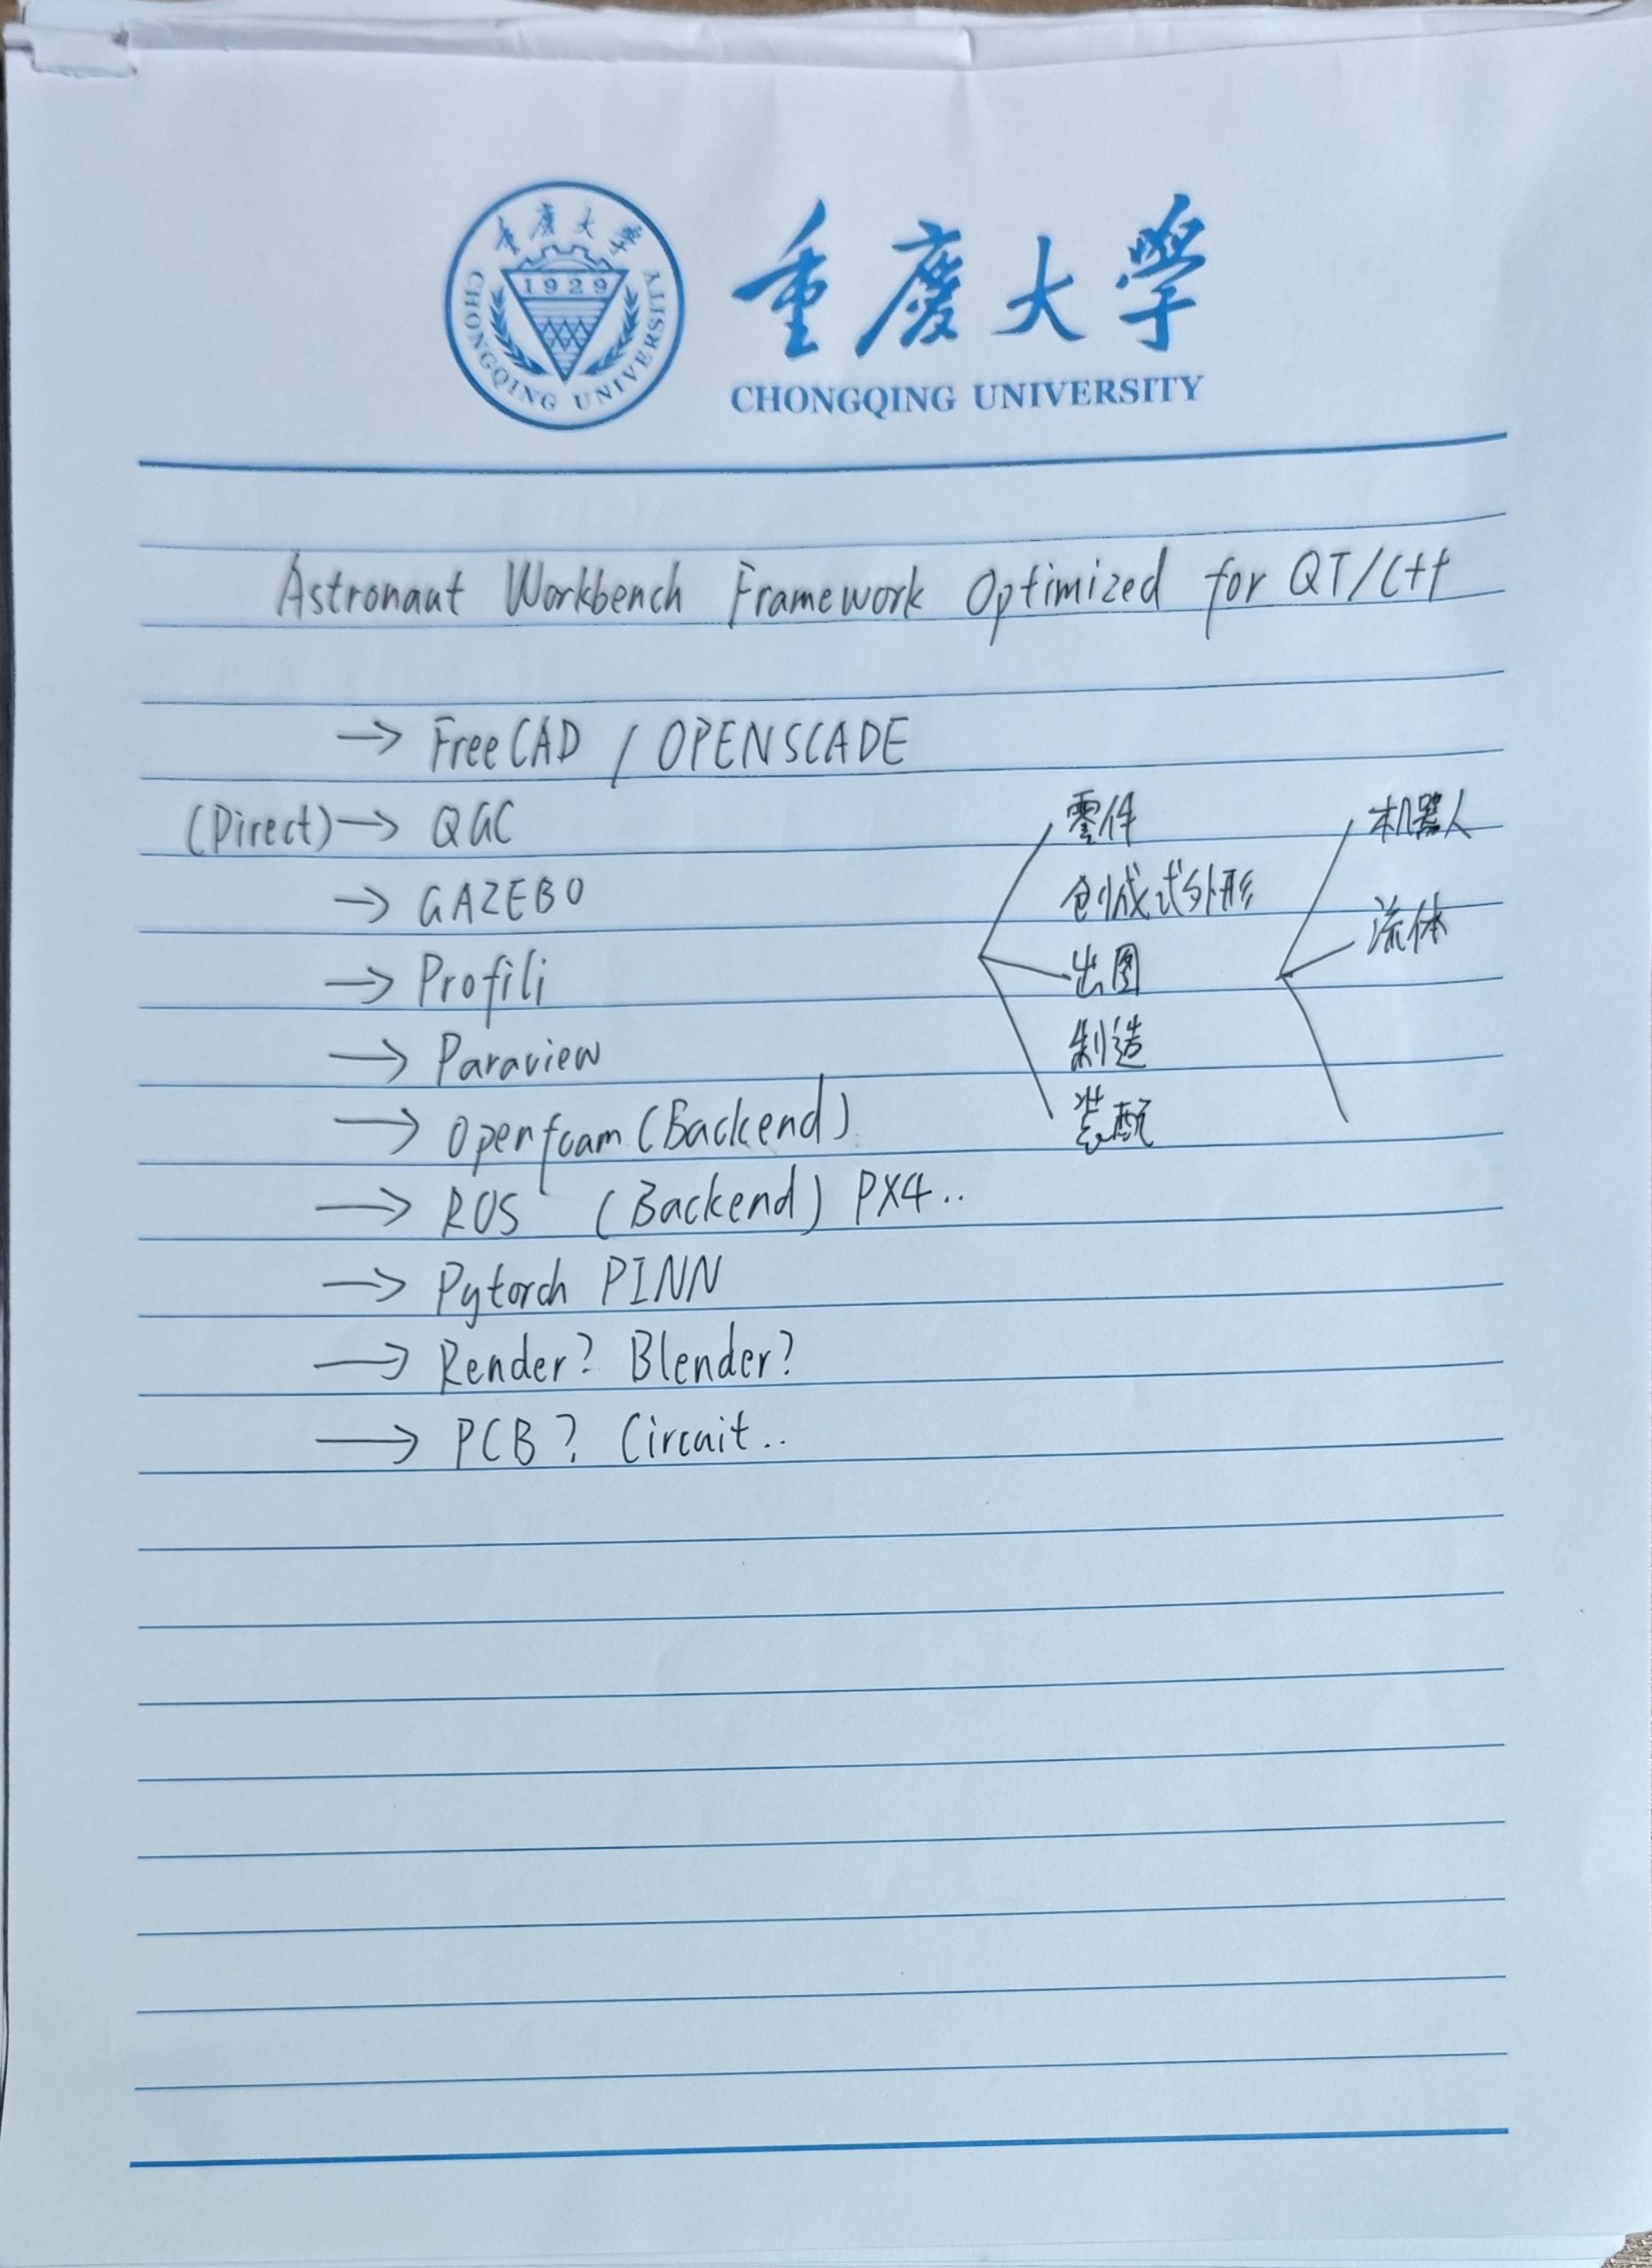 重慶大學
1929
CHONGQING UNIVERSITY
重慶大學
CHONGQING UNIVERSITY
Astronaut Workbench Framework Optimized for QT/C++
→ FreeCAD / OPENSCADE
(Direct) → QGC
→ GAZEBO
→ Profili
→ Paraview
→ Openfoam (Backend)
→ ROS (Backend) PX4..
→ Pytorch PINN
→ Render? Blender?
→ PCB? Circuit..
零件
创成式外形
出图
制造
装配
机器人
流体